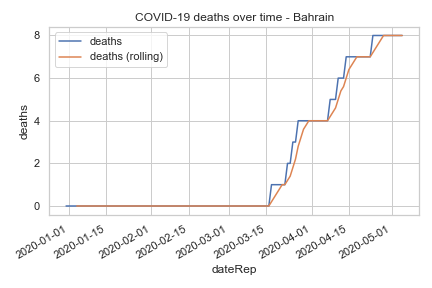 COVID-19 deaths over time - Bahrain
deaths
deaths (rolling)
8
6
4
2
0
deaths
2020-01-01
2020-01-15
2020-02-01
2020-02-15
2020-03-01
2020-03-15
2020-04-01
2020-04-15
2020-05-01
dateRep